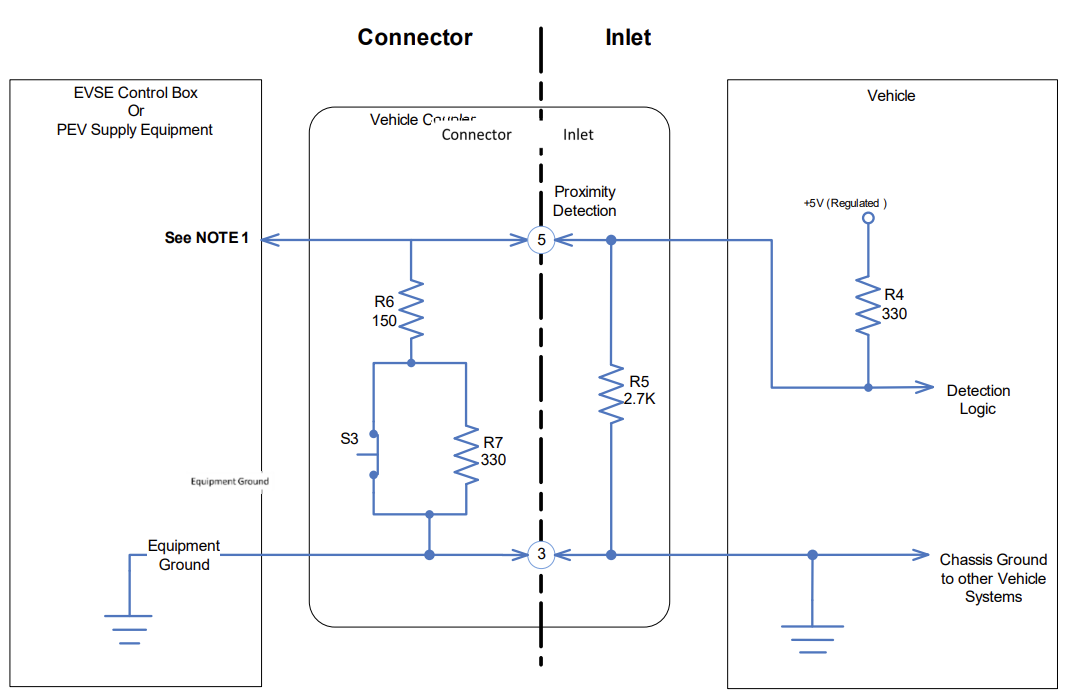 Connector
Inlet
EVSE Control Box
Or
PEV Supply Equipment
Vehicle Coupler
Connector
Inlet
Vehicle
Proximity
Detection
+5V (Regulated )
See NOTE 1
5
R6
150
R4
330
R5
2.7K
Detection
Logic
S3
R7
330
Equipment Ground
Equipment
Ground
3
Chassis Ground
to other Vehicle
Systems